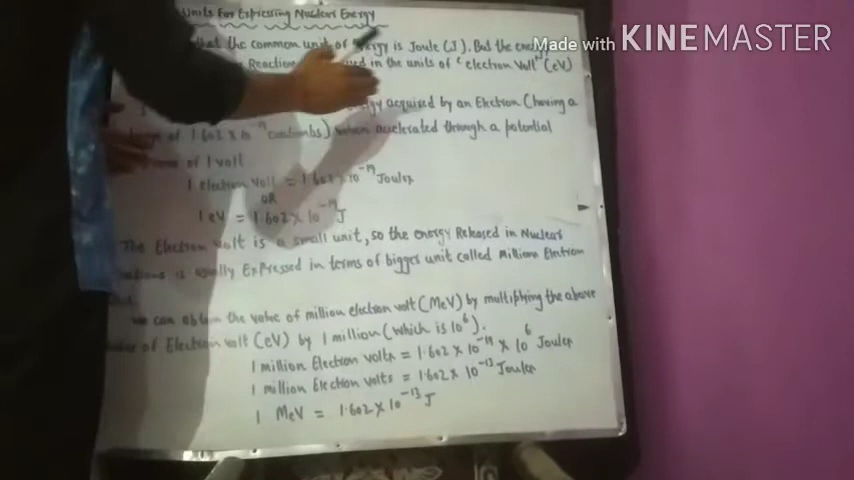 Units For Expressing Nuclear Energy
that the common unit of energy is Joule (J). But the
Made with KINEMASTER
Reaction in the units of "electron Volt" (eV)
acquired by an Electron (having a
of 1.602 x 10⁻¹⁹ coulombs) when accelerated through a potential
of 1 volt
1 electron volt = 1.602 x 10⁻¹⁹ Joules
OR
1 eV = 1.602 x 10⁻¹⁹ J
The Electron volt is a small unit, so the energy Released in Nuclear
is usually Expressed in terms of bigger unit called Million Electron
we can obtain the value of million electron volt (MeV) by multiplying the above
of Electron volt (eV) by 1 million (which is 10⁶).
1 million Electron volts = 1.602 x 10⁻¹⁹ x 10⁶ Joules
1 million Electron volts = 1.602 x 10⁻¹³ Joules
1 MeV = 1.602 x 10⁻¹³ J